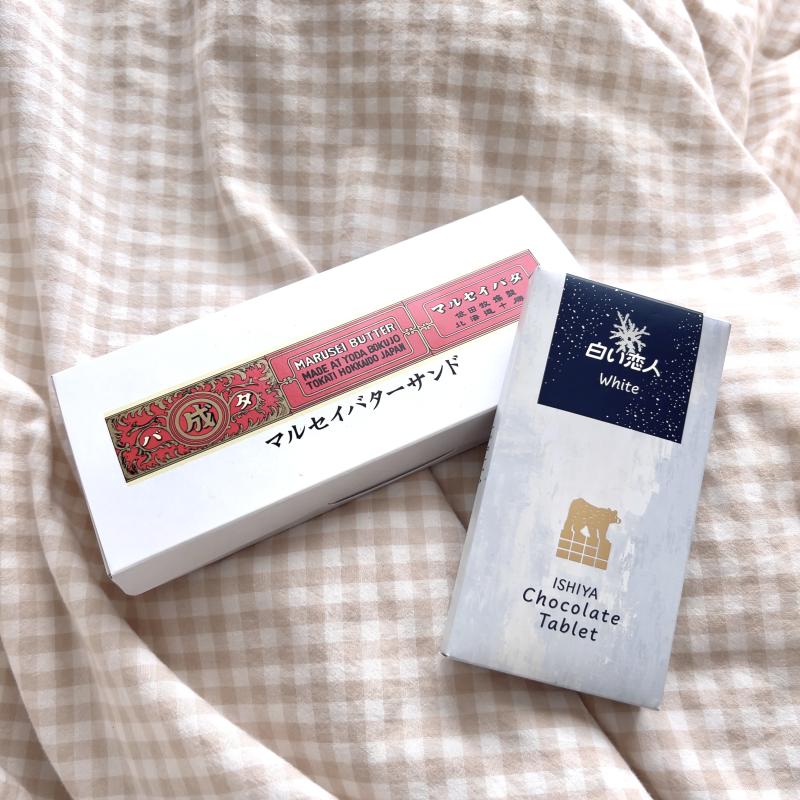 バ 成 タ
MARUSEI BUTTER
MADE AT YODA BOKUJO
TOKATI HOKKAIDO JAPAN
マルセイバタ
依田牧場製
北海道十勝
マルセイバターサンド
白い恋人
White
ISHIYA
Chocolate
Tablet